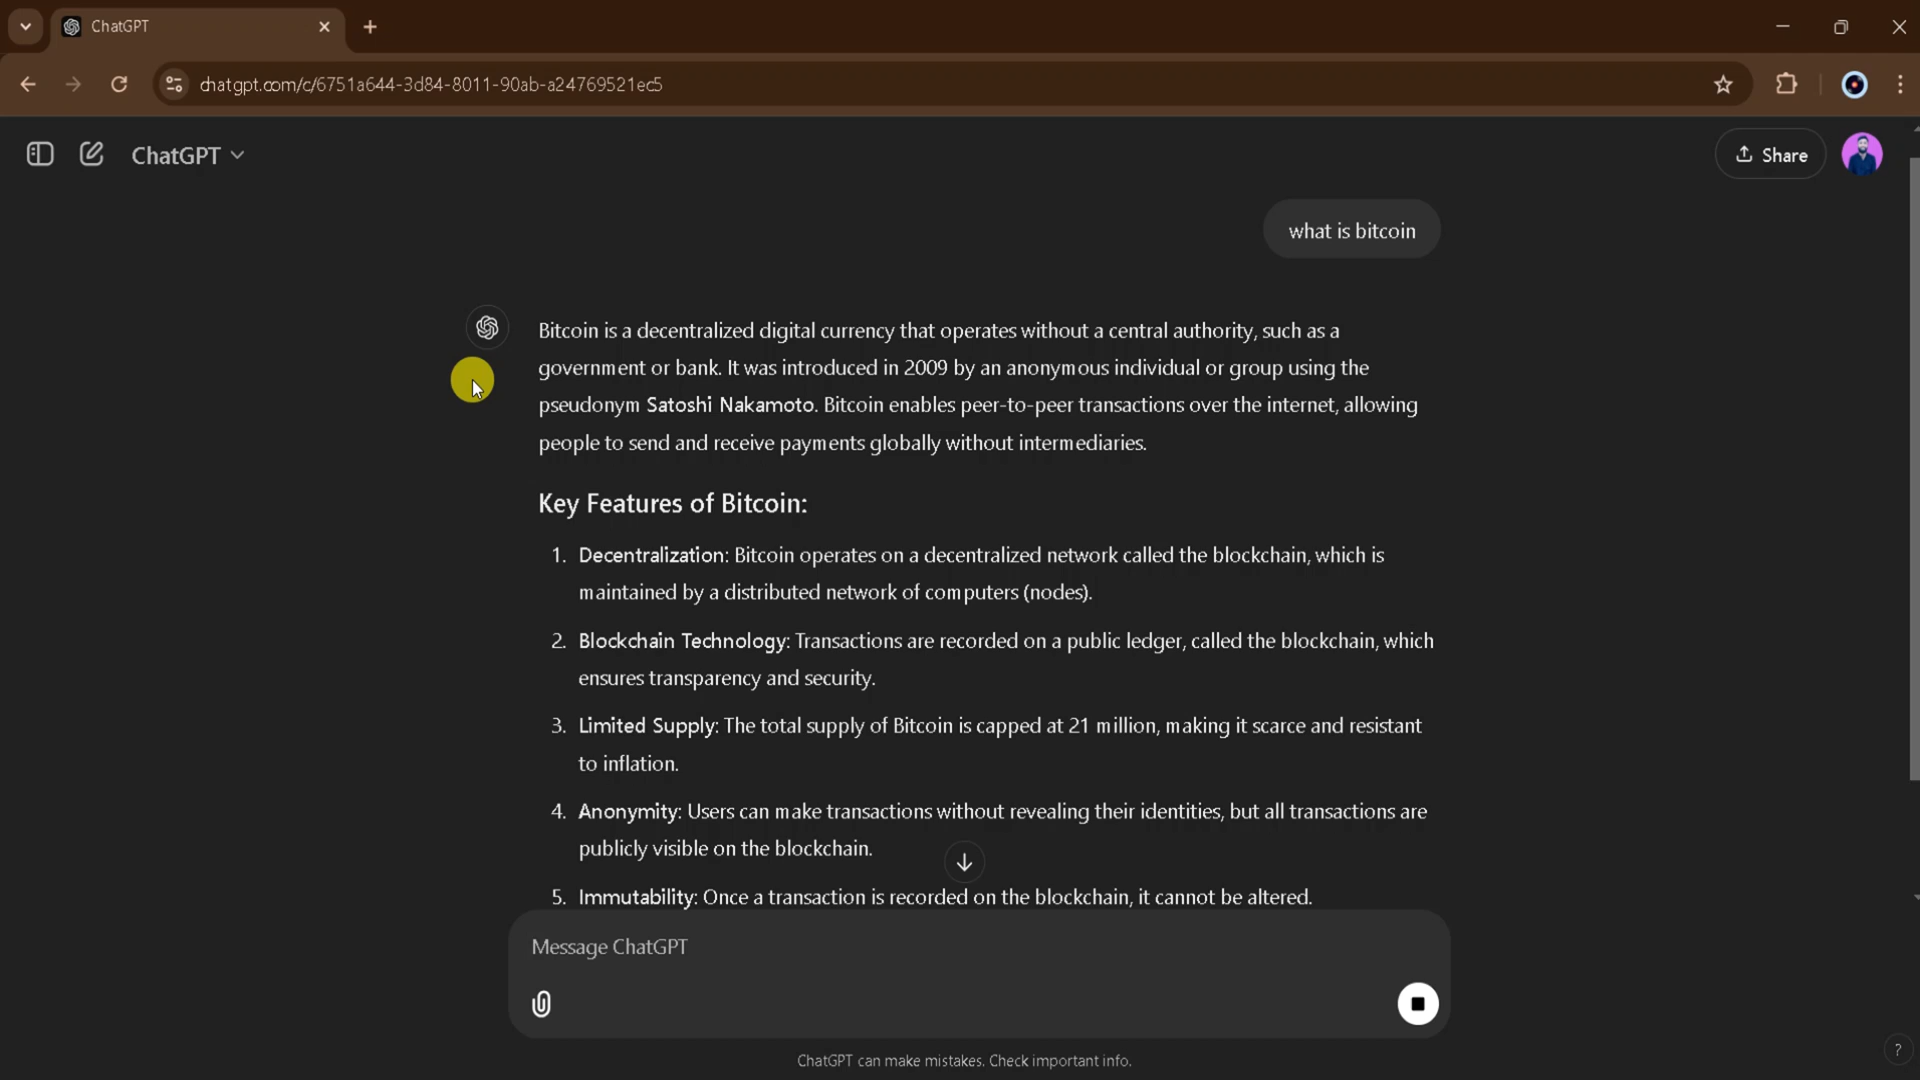 ChatGPT
chatgpt.com/c/6751a644-3d84-8011-90ab-a24769521ec5
ChatGPT
Share
what is bitcoin
Bitcoin is a decentralized digital currency that operates without a central authority, such as a
government or bank. It was introduced in 2009 by an anonymous individual or group using the
pseudonym Satoshi Nakamoto. Bitcoin enables peer-to-peer transactions over the internet, allowing
people to send and receive payments globally without intermediaries.
Key Features of Bitcoin:
1. Decentralization: Bitcoin operates on a decentralized network called the blockchain, which is
maintained by a distributed network of computers (nodes).
2. Blockchain Technology: Transactions are recorded on a public ledger, called the blockchain, which
ensures transparency and security.
3. Limited Supply: The total supply of Bitcoin is capped at 21 million, making it scarce and resistant
to inflation.
4. Anonymity: Users can make transactions without revealing their identities, but all transactions are
publicly visible on the blockchain.
5. Immutability: Once a transaction is recorded on the blockchain, it cannot be altered.
Message ChatGPT
ChatGPT can make mistakes. Check important info.
?